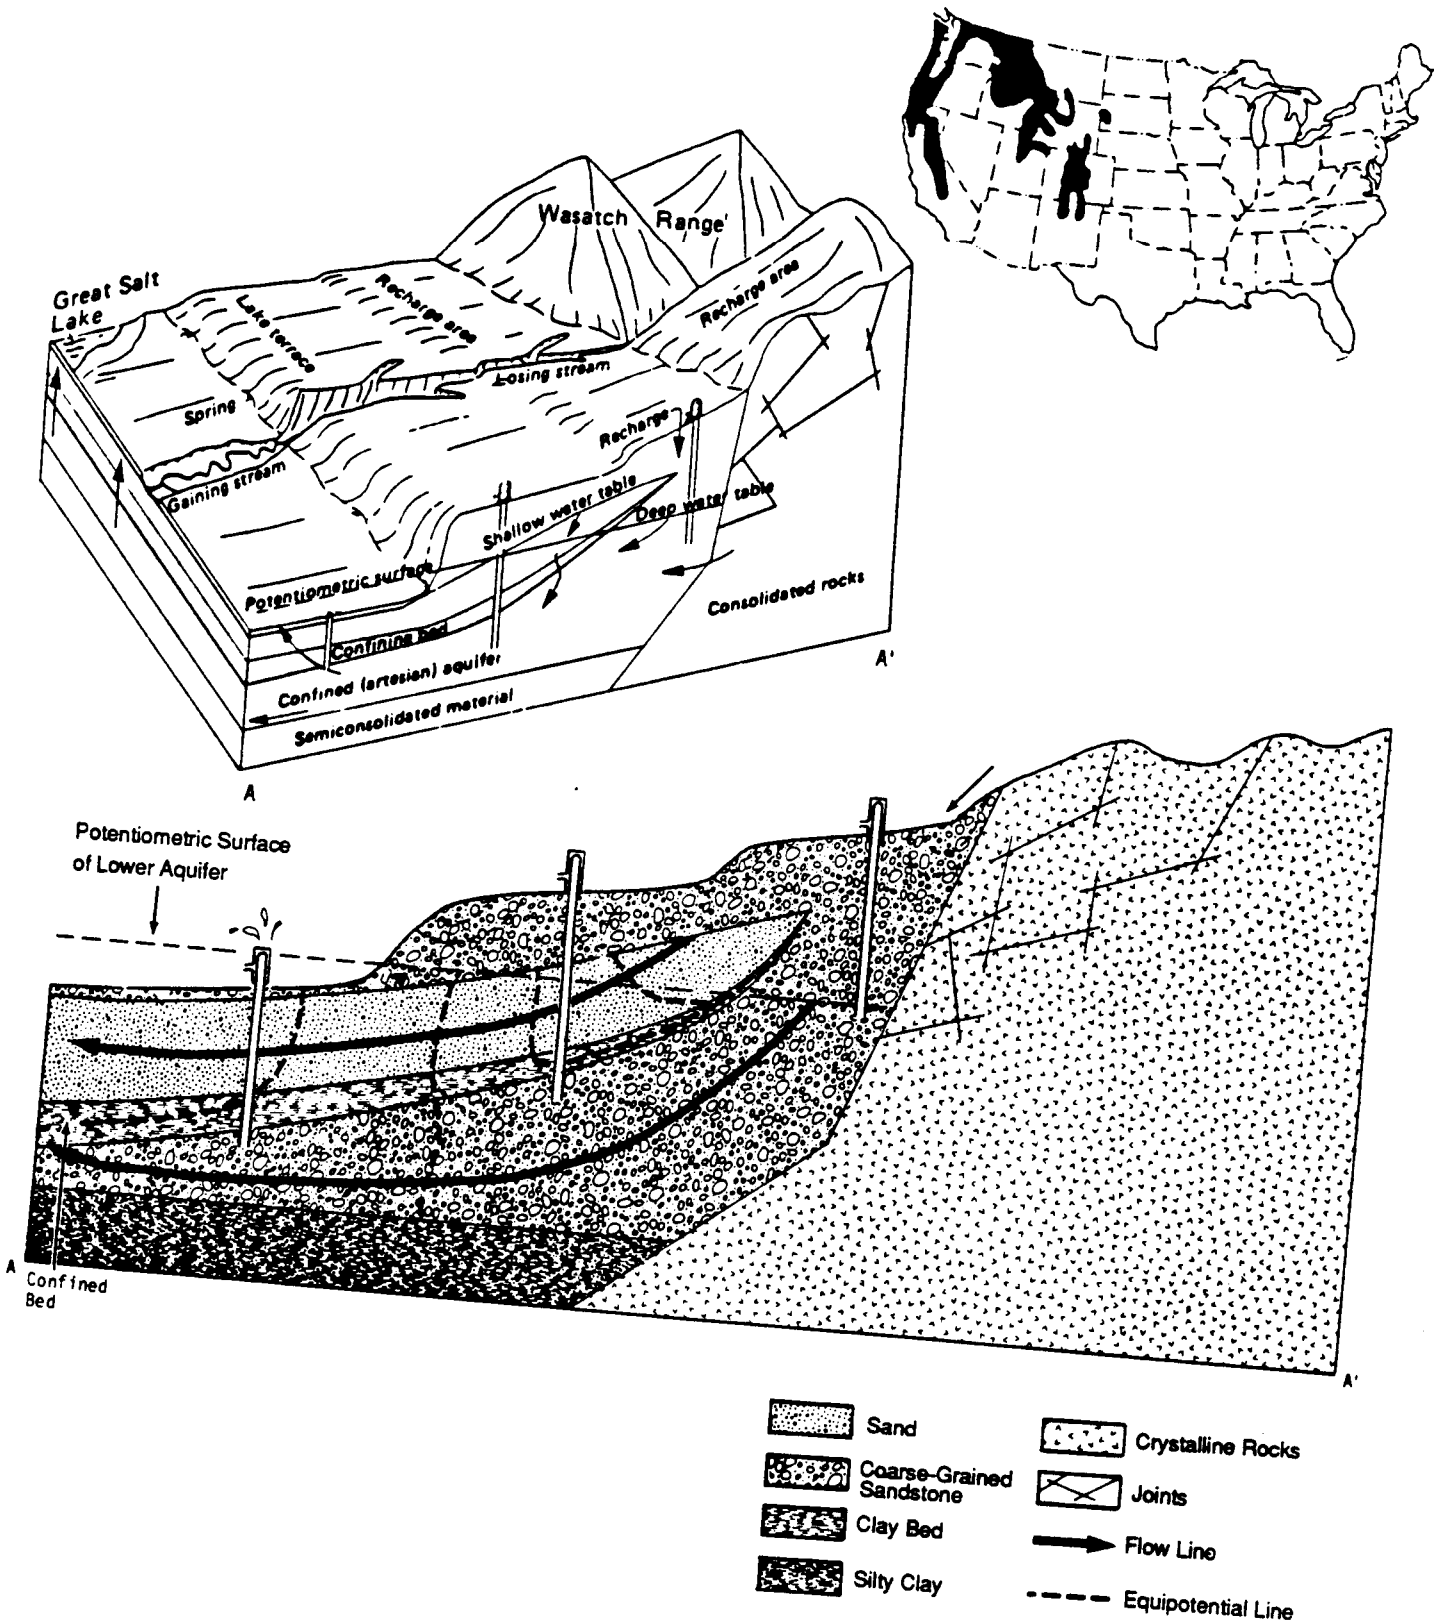 Wasatch Range'
Great Salt
Lake
Lake terrace
Recharge area
Recharge area
Losing stream
Spring
Gaining stream
Recharge
Shallow water table
Deep water table
Potentiometric surface
Confining bed
Consolidated rocks
Confined (artesian) aquifer
Semiconsolidated material
A
A'
Potentiometric Surface
of Lower Aquifer
A
Confined
Bed
A'
Sand
Coarse-Grained
Sandstone
Clay Bed
Silty Clay
Crystalline Rocks
Joints
Flow Line
Equipotential Line